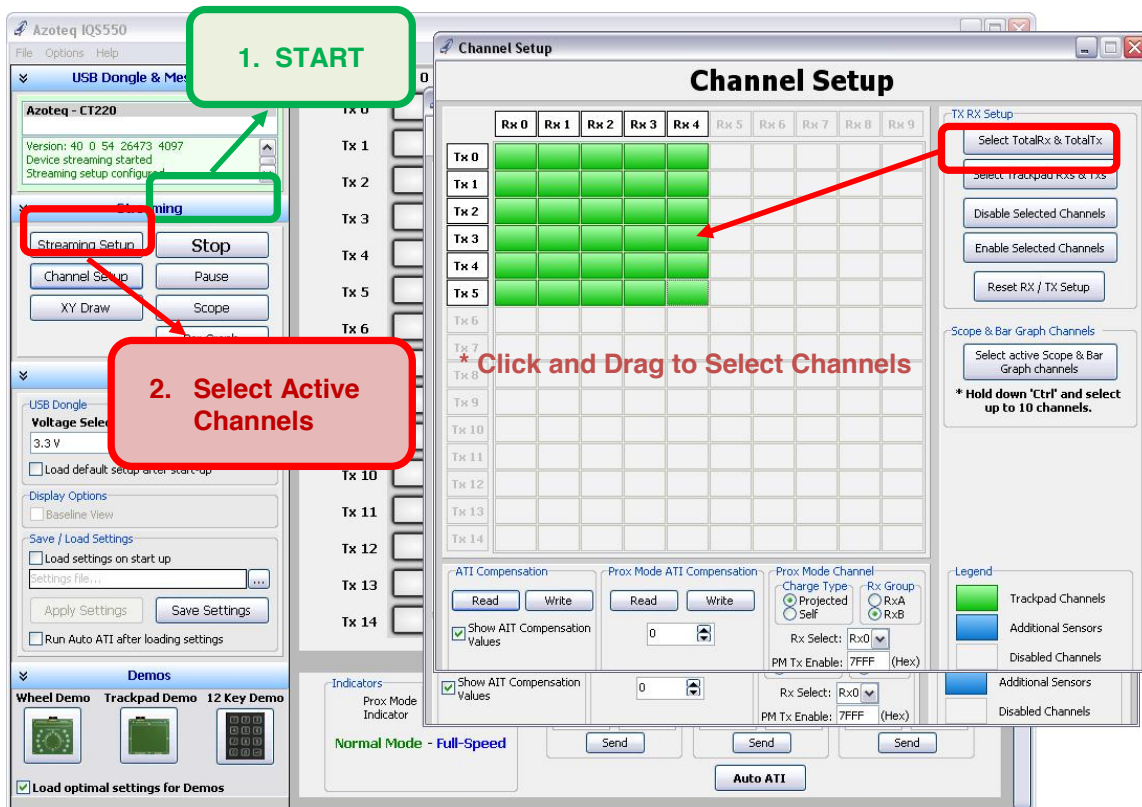 Azoteq IQS550
File Options Help
USB Dongle & Mes
Azoteq - CT220
Version: 40 0 54 26473 4097
Device streaming started
Streaming setup configured
Streaming
Streaming Setup
Stop
Channel Setup
Pause
XY Draw
Scope
Bar Graph
USB Dongle
Voltage Selec
3.3 V
Load default setup after start-up
Display Options
Baseline View
Save / Load Settings
Load settings on start up
Settings file...
...
Apply Settings
Save Settings
Run Auto ATI after loading settings
Demos
Wheel Demo Trackpad Demo 12 Key Demo
Load optimal settings for Demos
1. START
2. Select Active
Channels
0
Tx 0
Tx 1
Tx 2
Tx 3
Tx 4
Tx 5
Tx 6
Tx 10
Tx 11
Tx 12
Tx 13
Tx 14
Indicators
Prox Mode
Indicator
Normal Mode - Full-Speed
Channel Setup
Channel Setup
Rx 0 Rx 1 Rx 2 Rx 3 Rx 4 Rx 5 Rx 6 Rx 7 Rx 8 Rx 9
Tx 0
Tx 1
Tx 2
Tx 3
Tx 4
Tx 5
Tx 6
Tx 7
Tx 8
Tx 9
Tx 10
Tx 11
Tx 12
Tx 13
Tx 14
* Click and Drag to Select Channels
TX RX Setup
Select TotalRx & TotalTx
Select Trackpad Rxs & Txs
Disable Selected Channels
Enable Selected Channels
Reset RX / TX Setup
Scope & Bar Graph Channels
Select active Scope & Bar
Graph channels
* Hold down 'Ctrl' and select
up to 10 channels.
ATI Compensation
Read
Write
Show AIT Compensation
Values
Prox Mode ATI Compensation
Read
Write
0
Prox Mode Channel
Charge Type
Projected
Self
Rx Group
RxA
RxB
Rx Select: Rx0
PM Tx Enable: 7FFF (Hex)
Legend
Trackpad Channels
Additional Sensors
Disabled Channels
Show AIT Compensation
Values
0
Rx Select: Rx0
PM Tx Enable: 7FFF (Hex)
Additional Sensors
Disabled Channels
Send
Send
Send
Auto ATI